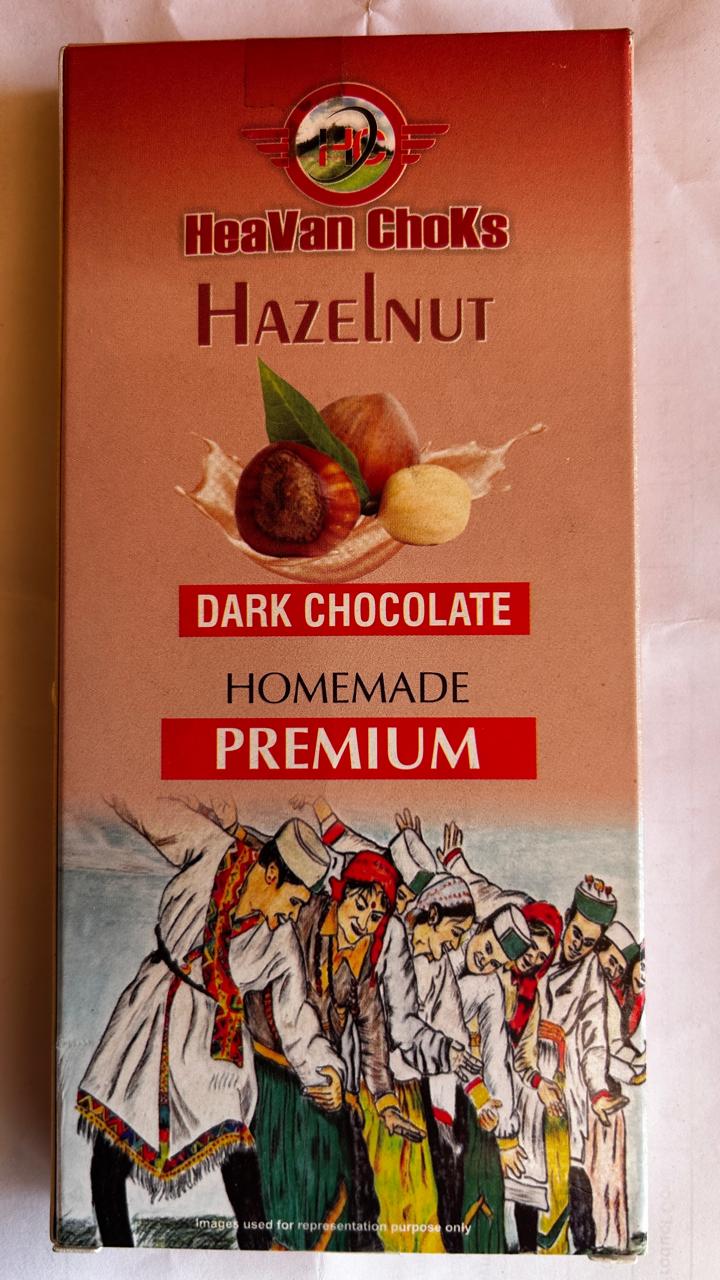 HC
HeaVan ChoKs
HAZElNUT
DARK CHOCOLATE
HOMEMADE
PREMIUM
Images used for representation purpose only